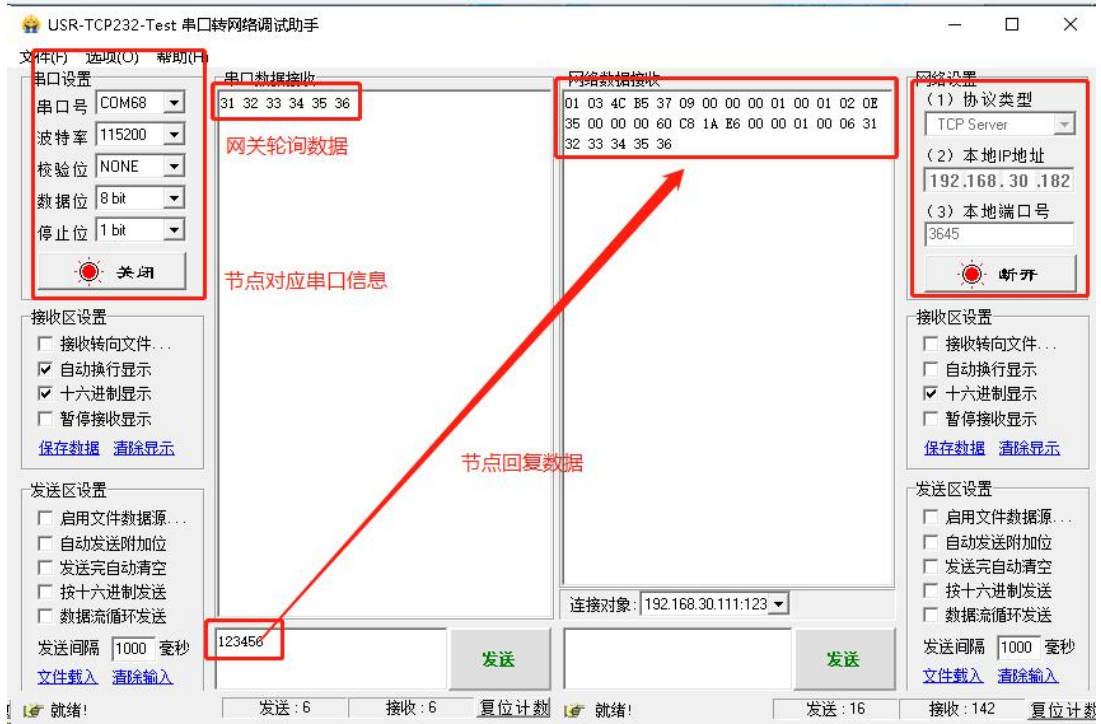 USR-TCP232-Test 串口转网络调试助手
文件(F) 选项(O) 帮助(H)
串口设置
串口号 COM68
波特率 115200
校验位 NONE
数据位 8 bit
停止位 1 bit
关闭
接收区设置
接收转向文件...
自动换行显示
十六进制显示
暂停接收显示
保存数据 清除显示
发送区设置
启用文件数据源...
自动发送附加位
发送完自动清空
按十六进制发送
数据流循环发送
发送间隔 1000 毫秒
文件载入 清除输入
就绪!
串口数据接收
31 32 33 34 35 36
网关轮询数据
节点对应串口信息
节点回复数据
123456
发送
发送:6 接收:6 复位计数
网络数据接收
01 03 4C B5 37 09 00 00 00 01 00 01 02 0E
35 00 00 00 60 C8 1A E6 00 00 01 00 06 31
32 33 34 35 36
连接对象: 192.168.30.111:123
发送
就绪!
发送:16 接收:142 复位计数
网络设置
(1) 协议类型
TCP Server
(2) 本地IP地址
192.168.30.182
(3) 本地端口号
3645
断开
接收区设置
接收转向文件...
自动换行显示
十六进制显示
暂停接收显示
保存数据 清除显示
发送区设置
启用文件数据源...
自动发送附加位
发送完自动清空
按十六进制发送
数据流循环发送
发送间隔 1000 毫秒
文件载入 清除输入